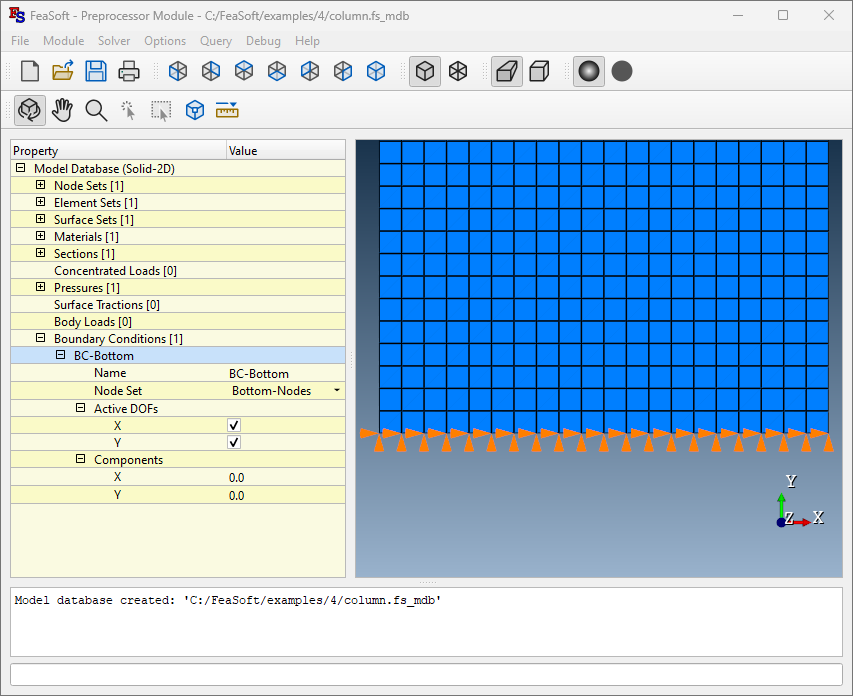 FeaSoft - Preprocessor Module - C:/FeaSoft/examples/4/column.fs_mdb
File Module Solver Options Query Debug Help
Property Value
Model Database (Solid-2D)
Node Sets [1]
Element Sets [1]
Surface Sets [1]
Materials [1]
Sections [1]
Concentrated Loads [0]
Pressures [1]
Surface Tractions [0]
Body Loads [0]
Boundary Conditions [1]
BC-Bottom
Name BC-Bottom
Node Set Bottom-Nodes
Active DOFs
X
Y
Components
X 0.0
Y 0.0
Y
Z X
Model database created: 'C:/FeaSoft/examples/4/column.fs_mdb'